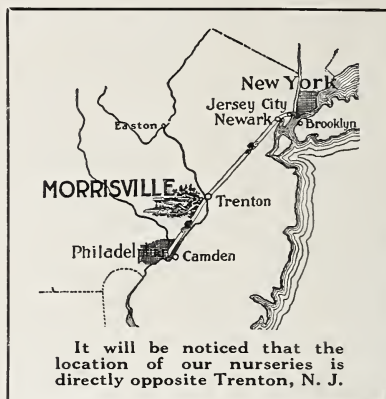 New York
Jersey City
Newark
Brooklyn
Easton
MORRISVILLE
Trenton
Philadelphia
Camden
It will be noticed that the
location of our nurseries is
directly opposite Trenton, N. J.